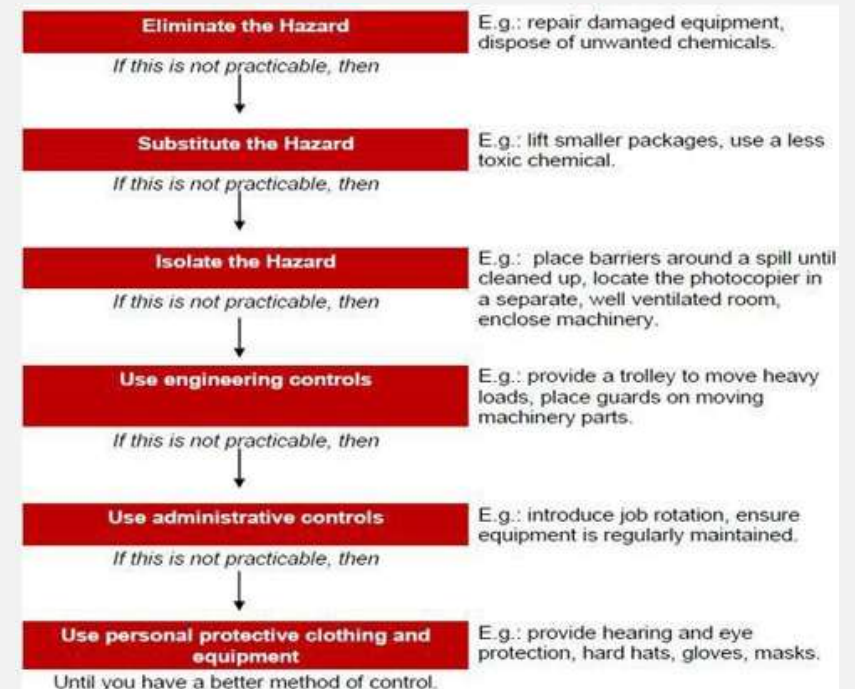 Eliminate the Hazard
E.g.: repair damaged equipment,
dispose of unwanted chemicals.
If this is not practicable, then
Substitute the Hazard
E.g.: lift smaller packages, use a less
toxic chemical.
If this is not practicable, then
Isolate the Hazard
E.g.: place barriers around a spill until
cleaned up, locate the photocopier in
a separate, well ventilated room,
enclose machinery.
If this is not practicable, then
Use engineering controls
E.g.: provide a trolley to move heavy
loads, place guards on moving
machinery parts.
If this is not practicable, then
Use administrative controls
E.g.: introduce job rotation, ensure
equipment is regularly maintained.
If this is not practicable, then
Use personal protective clothing and
equipment
E.g.: provide hearing and eye
protection, hard hats, gloves, masks.
Until you have a better method of control.